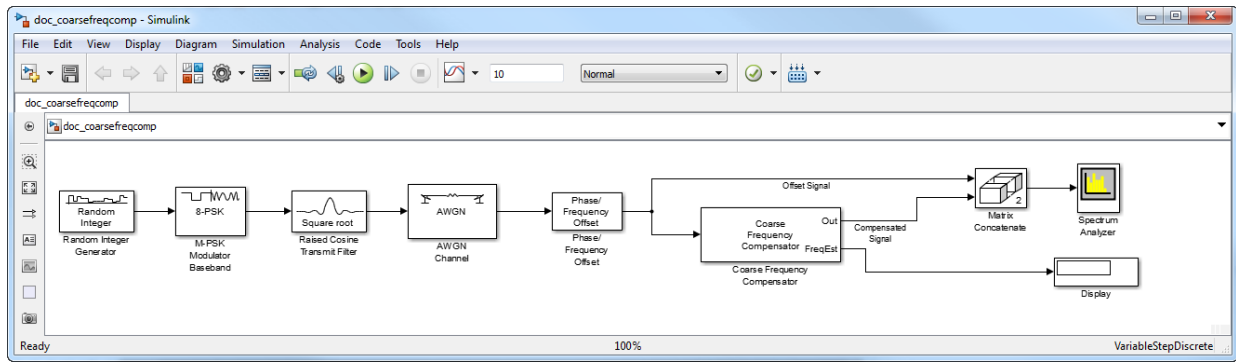 doc_coarsefreqcomp - Simulink
File Edit View Display Diagram Simulation Analysis Code Tools Help
10 Normal
doc_coarsefreqcomp
doc_coarsefreqcomp
Random
Integer
Random Integer
Generator
8-PSK
M-PSK
Modulator
Baseband
Square root
Raised Cosine
Transmit Filter
AWGN
AWGN
Channel
Phase/
Frequency
Offset
Phase/
Frequency
Offset
Offset Signal
Coarse
Frequency
Compensator
Out
FreqEst
Coarse Frequency
Compensator
Compensated
Signal
2
Matrix
Concatenate
Spectrum
Analyzer
Display
Ready 100% VariableStepDiscrete